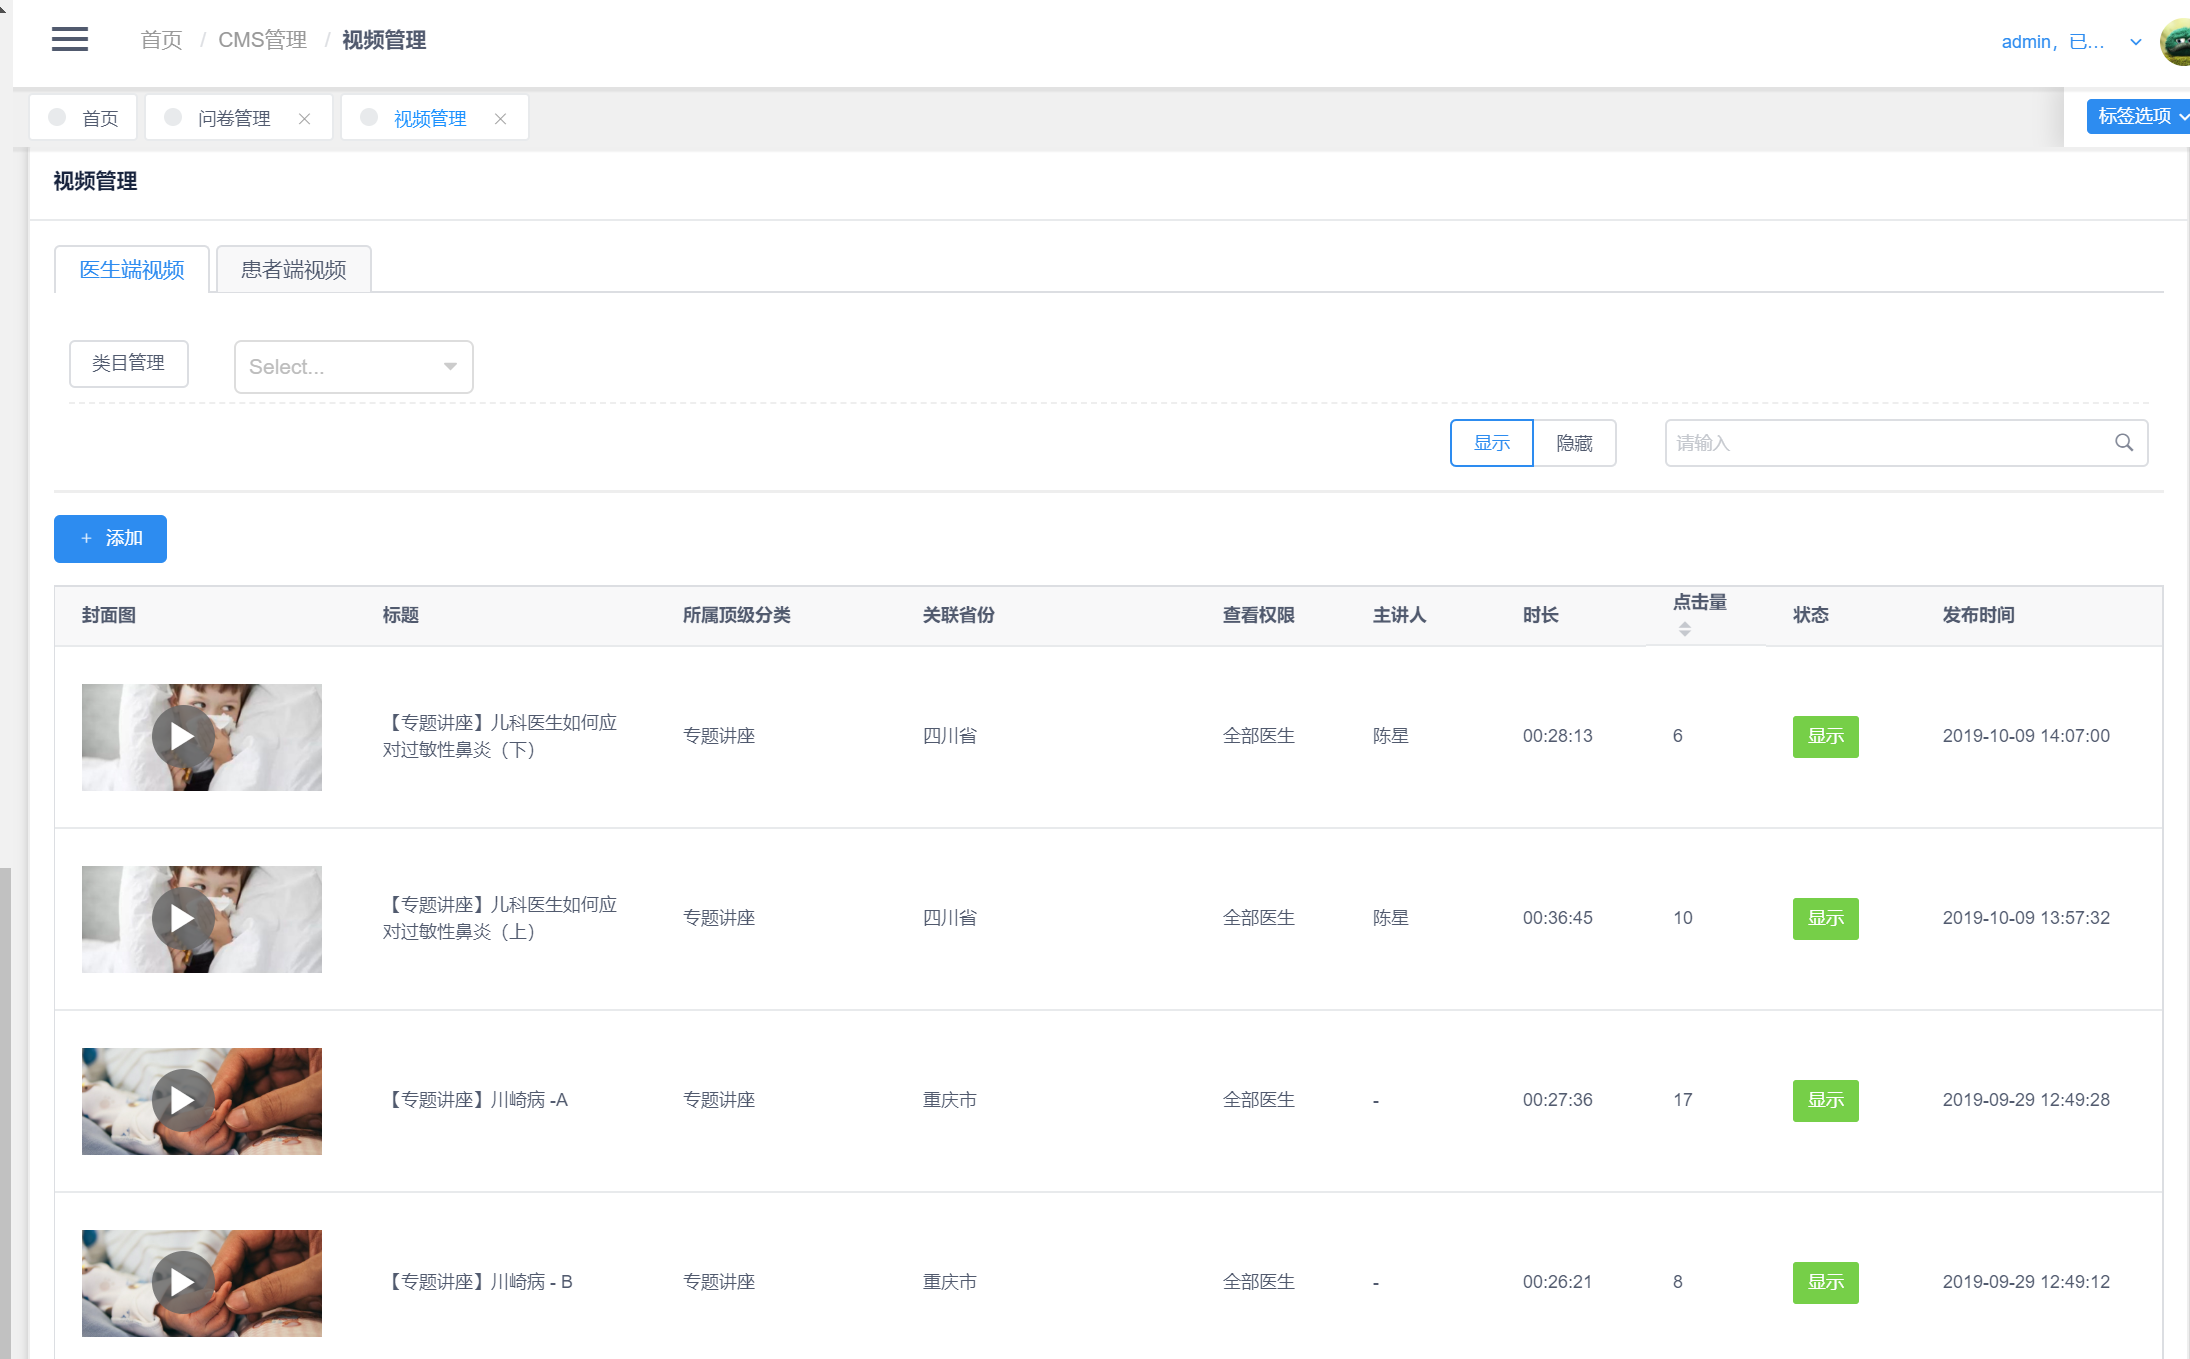 首页 / CMS管理 / 视频管理
admin，已...
首页
问卷管理
视频管理
标签选项
视频管理
医生端视频
患者端视频
类目管理
Select...
显示
隐藏
请输入
+ 添加
封面图 标题 所属顶级分类 关联省份 查看权限 主讲人 时长 点击量 状态 发布时间
【专题讲座】儿科医生如何应
对过敏性鼻炎（下）
专题讲座 四川省 全部医生 陈星 00:28:13 6 显示 2019-10-09 14:07:00
【专题讲座】儿科医生如何应
对过敏性鼻炎（上）
专题讲座 四川省 全部医生 陈星 00:36:45 10 显示 2019-10-09 13:57:32
【专题讲座】川崎病 -A 专题讲座 重庆市 全部医生 - 00:27:36 17 显示 2019-09-29 12:49:28
【专题讲座】川崎病 - B 专题讲座 重庆市 全部医生 - 00:26:21 8 显示 2019-09-29 12:49:12